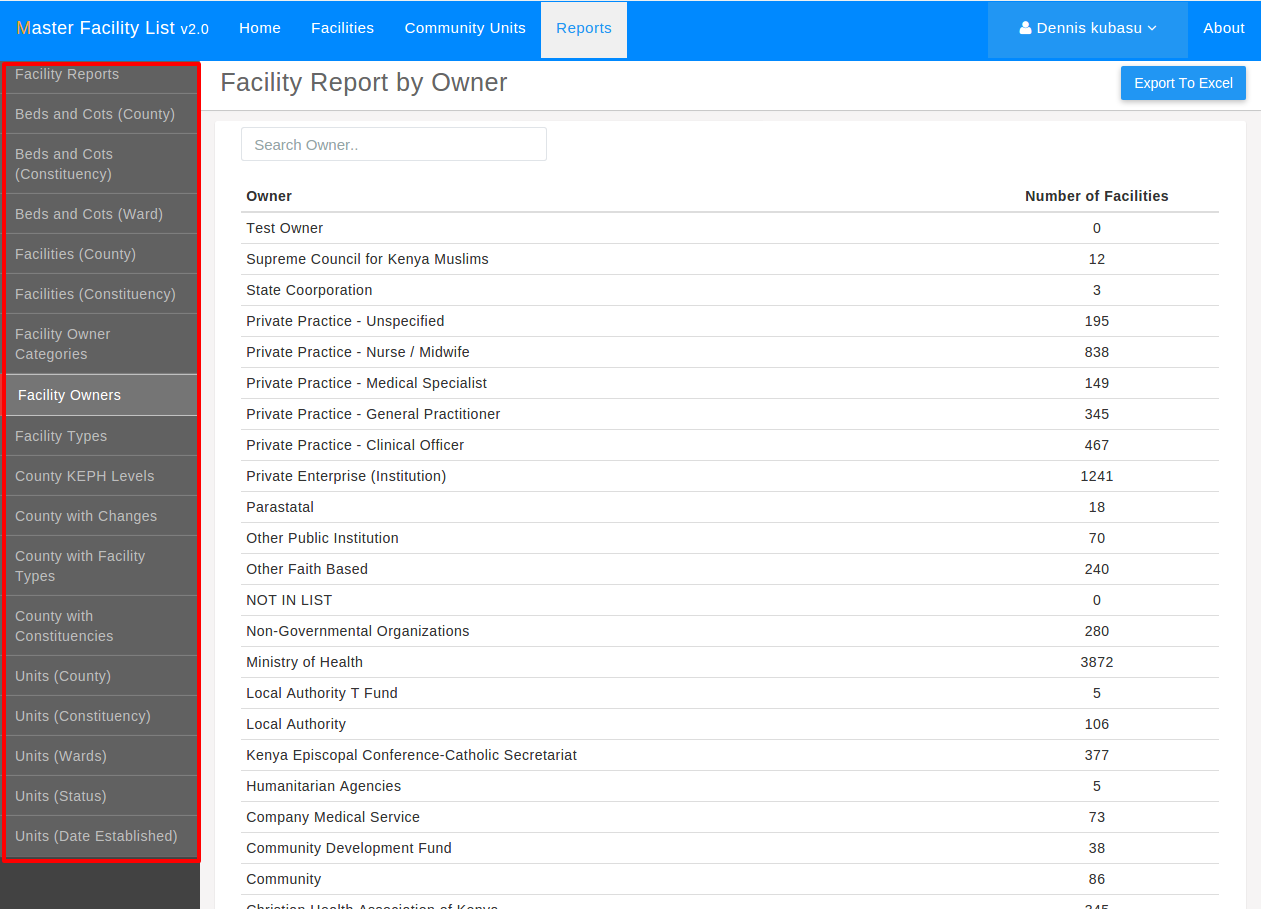 Master Facility List v2.0 Home Facilities Community Units Reports Dennis kubasu About
Facility Reports
Beds and Cots (County)
Beds and Cots
(Constituency)
Beds and Cots (Ward)
Facilities (County)
Facilities (Constituency)
Facility Owner
Categories
Facility Owners
Facility Types
County KEPH Levels
County with Changes
County with Facility
Types
County with
Constituencies
Units (County)
Units (Constituency)
Units (Wards)
Units (Status)
Units (Date Established)
Facility Report by Owner
Export To Excel
Search Owner..
Owner Number of Facilities
Test Owner 0
Supreme Council for Kenya Muslims 12
State Coorporation 3
Private Practice - Unspecified 195
Private Practice - Nurse / Midwife 838
Private Practice - Medical Specialist 149
Private Practice - General Practitioner 345
Private Practice - Clinical Officer 467
Private Enterprise (Institution) 1241
Parastatal 18
Other Public Institution 70
Other Faith Based 240
NOT IN LIST 0
Non-Governmental Organizations 280
Ministry of Health 3872
Local Authority T Fund 5
Local Authority 106
Kenya Episcopal Conference-Catholic Secretariat 377
Humanitarian Agencies 5
Company Medical Service 73
Community Development Fund 38
Community 86
Christian Health Association of Kenya 345